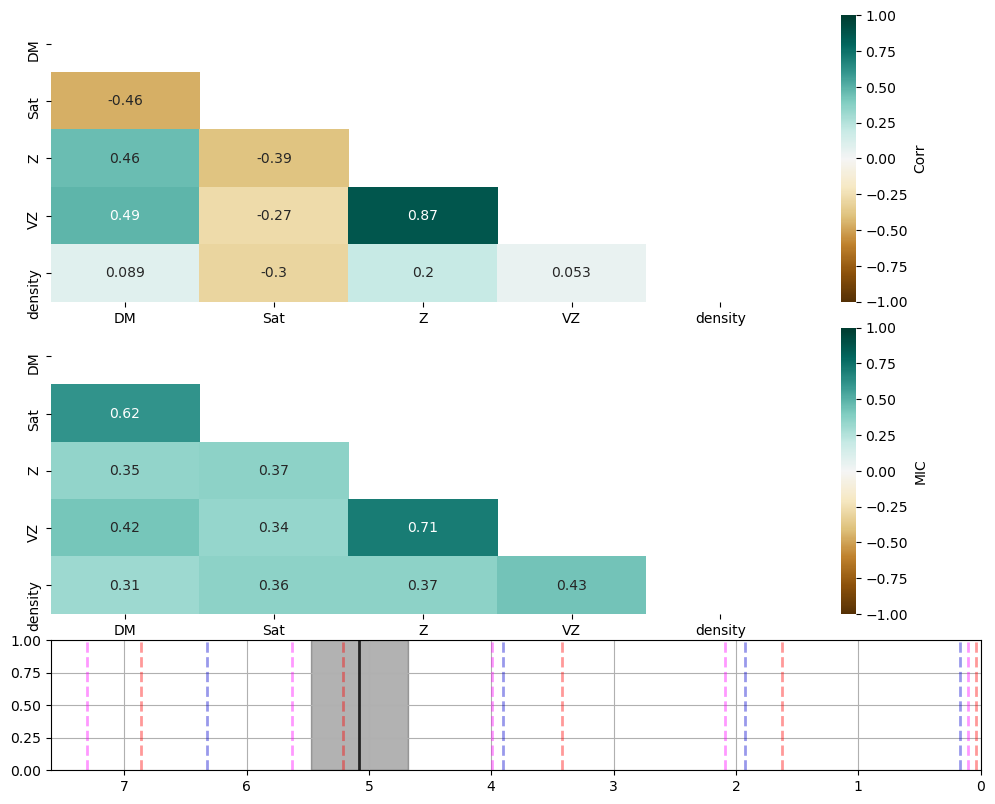 DM
Sat
Z
VZ
density
-0.46
0.46
-0.39
0.49
-0.27
0.87
0.089
-0.3
0.2
0.053
DM
Sat
Z
VZ
density
1.00
0.75
0.50
0.25
0.00
−0.25
−0.50
−0.75
−1.00
Corr
DM
Sat
Z
VZ
density
0.62
0.35
0.37
0.42
0.34
0.71
0.31
0.36
0.37
0.43
DM
Sat
Z
VZ
density
1.00
0.75
0.50
0.25
0.00
−0.25
−0.50
−0.75
−1.00
MIC
1.00
0.75
0.50
0.25
0.00
7
6
5
4
3
2
1
0